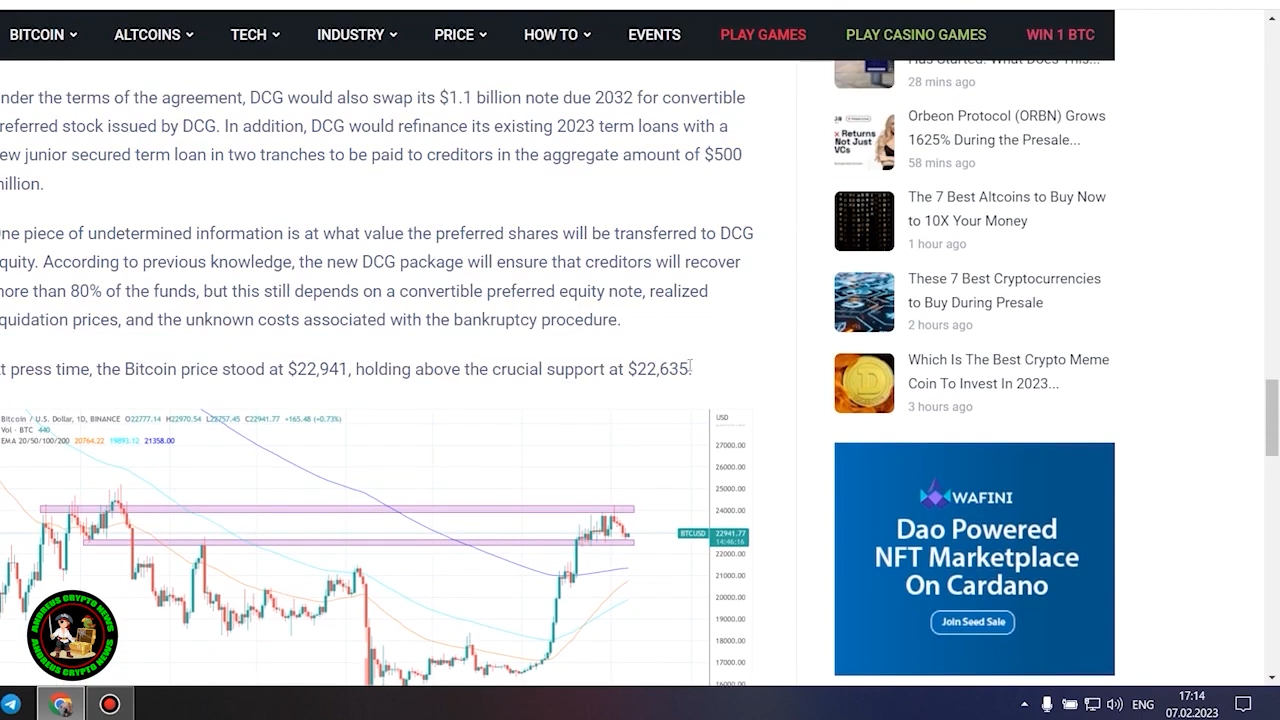 BITCOIN ALTCOINS TECH INDUSTRY PRICE HOW TO EVENTS PLAY GAMES PLAY CASINO GAMES WIN 1 BTC
nder the terms of the agreement, DCG would also swap its $1.1 billion note due 2032 for convertible
referred stock issued by DCG. In addition, DCG would refinance its existing 2023 term loans with a
ew junior secured term loan in two tranches to be paid to creditors in the aggregate amount of $500
illion.
ne piece of undetermined information is at what value the preferred shares will be transferred to DCG
quity. According to previous knowledge, the new DCG package will ensure that creditors will recover
ore than 80% of the funds, but this still depends on a convertible preferred equity note, realized
quidation prices, and the unknown costs associated with the bankruptcy procedure.
t press time, the Bitcoin price stood at $22,941, holding above the crucial support at $22,635.
Bitcoin / U.S. Dollar, 1D, BINANCE O22777.14 H22970.54 L22757.45 C22941.77 +165.48 (+0.73%)
Vol · BTC 440
EMA 20/50/100/200 20764.22 19893.12 21358.00
USD
27000.00
26000.00
25000.00
24000.00
BTCUSD 22941.77
14:46:16
22000.00
21000.00
20000.00
19000.00
18000.00
17000.00
16000.00
Has Started: What Does This...
28 mins ago
Returns
Not Just
VCs
Orbeon Protocol (ORBN) Grows
1625% During the Presale...
58 mins ago
The 7 Best Altcoins to Buy Now
to 10X Your Money
1 hour ago
These 7 Best Cryptocurrencies
to Buy During Presale
2 hours ago
Which Is The Best Crypto Meme
Coin To Invest In 2023...
3 hours ago
WAFINI
Dao Powered
NFT Marketplace
On Cardano
Join Seed Sale
ANDREUS CRYPTO NEWS
ANDREUS CRYPTO NEWS
ENG
17:14
07.02.2023